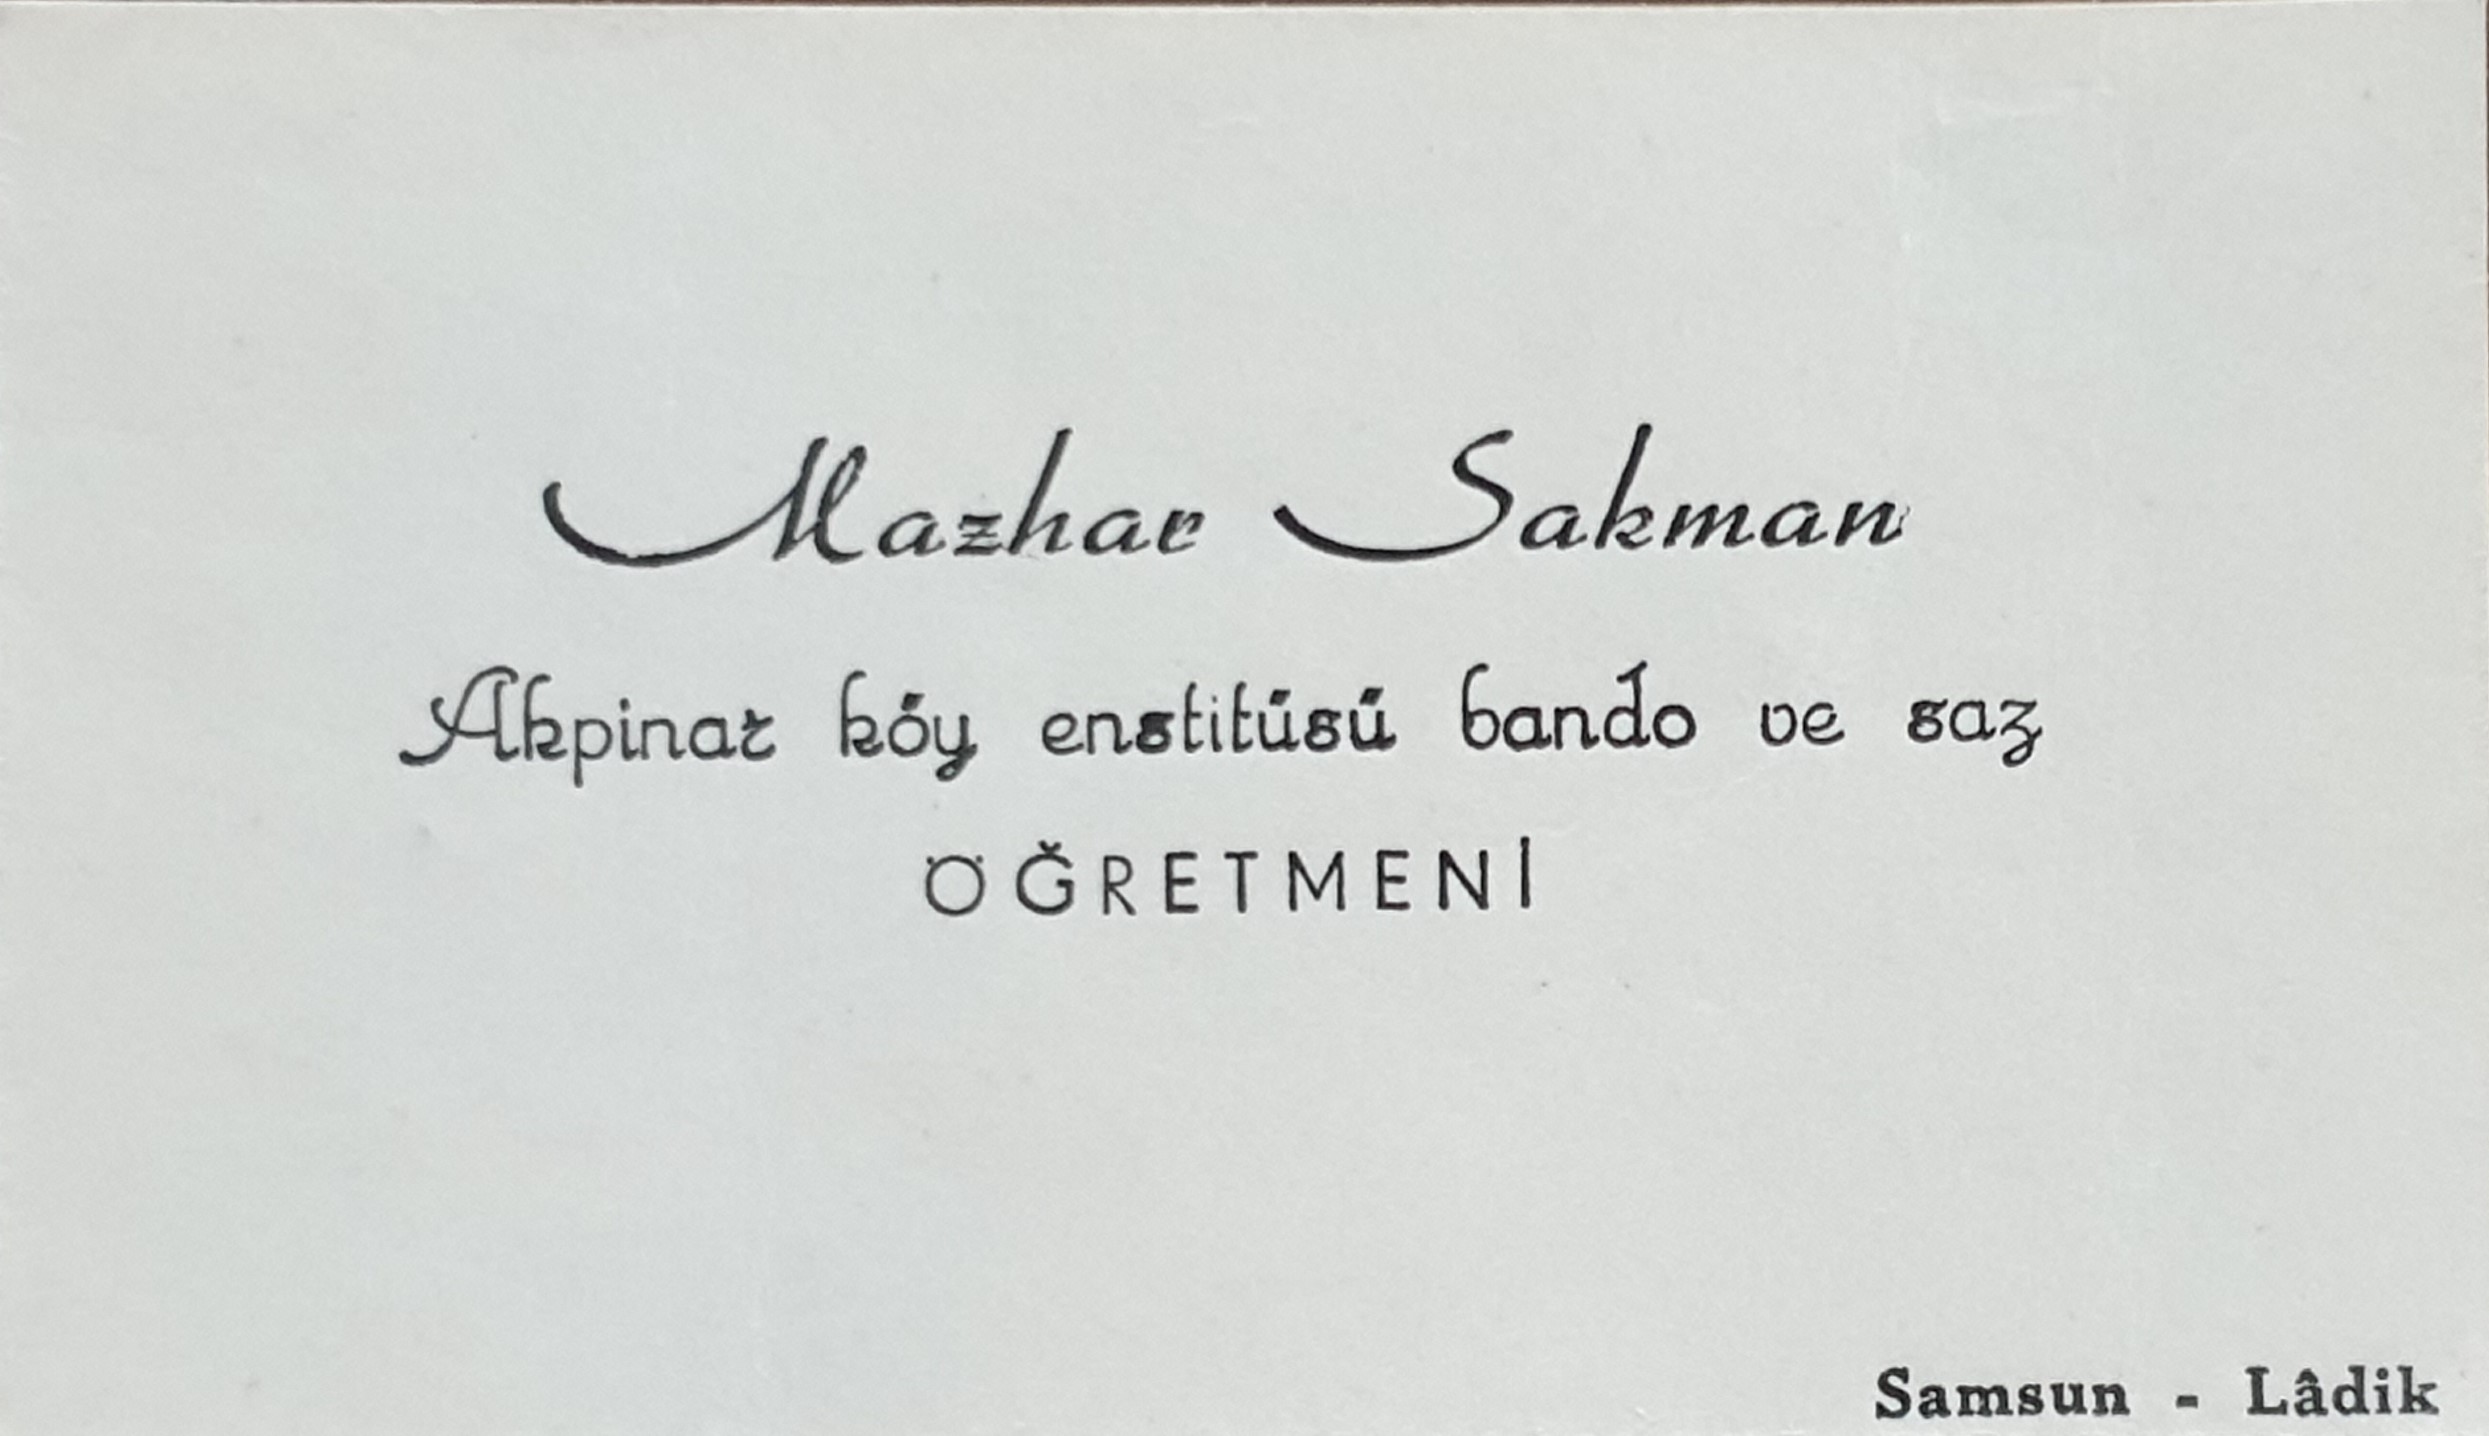 Mazhar Sakman
Akpinar köy enstitüsü bando ve saz
ÖĞRETMENİ
Samsun - Lâdik